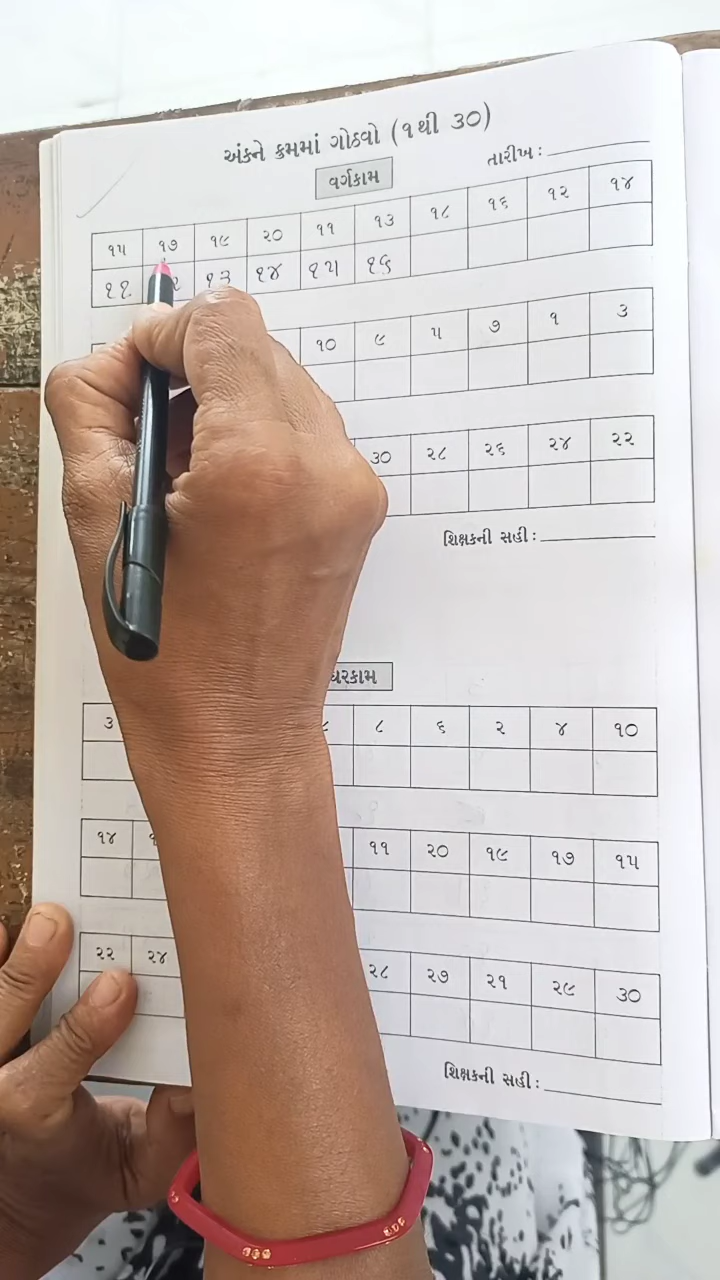 અંકને ક્રમમાં ગોઠવો (૧થી ૩૦)
વર્ગકામ
તારીખ :
૧૫ ૧૭ ૧૯ ૨૦ ૧૧ ૧૩ ૧૮ ૧૬ ૧૨ ૧૪
૧૧ ૧૩ ૧૪ ૧૫ ૧૬
૧૦ ૯ ૫ ૭ ૧ ૩
૩૦ ૨૮ ૨૬ ૨૪ ૨૨
શિક્ષકની સહી :
ઘરકામ
૩ ૮ ૬ ૨ ૪ ૧૦
૧૪ ૧૧ ૨૦ ૧૯ ૧૭ ૧૫
૨૨ ૨૪ ૨૮ ૨૭ ૨૧ ૨૯ ૩૦
શિક્ષકની સહી :